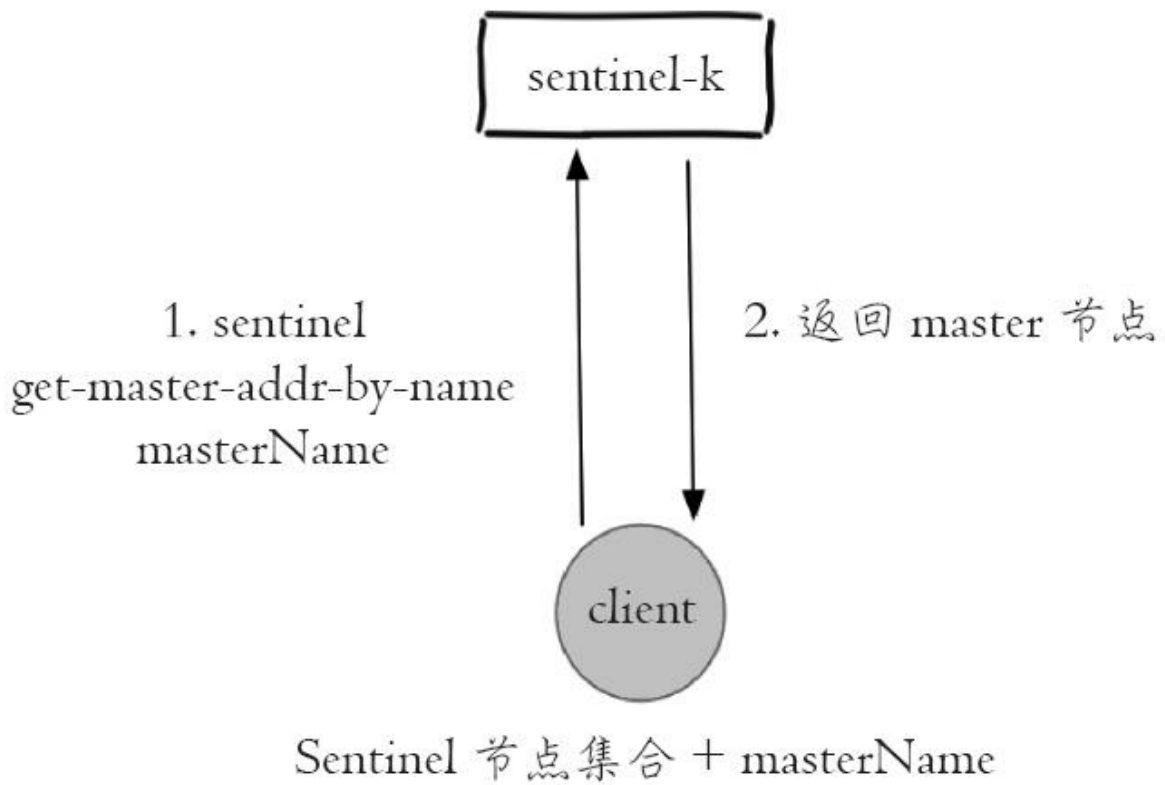 sentinel-k
1. sentinel
get-master-addr-by-name
masterName
2. 返回 master 节点
client
Sentinel 节点集合 + masterName